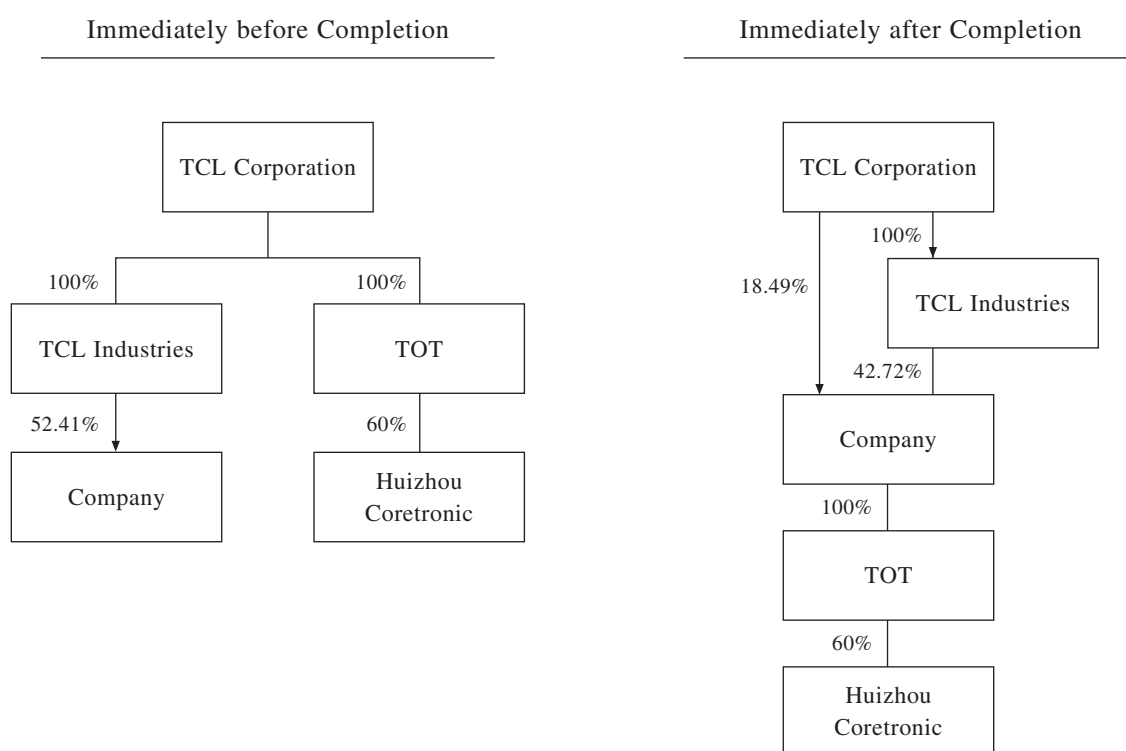 Immediately before Completion
TCL Corporation
100%
100%
TCL Industries
TOT
52.41%
60%
Company
Huizhou
Coretronic
Immediately after Completion
TCL Corporation
100%
18.49%
TCL Industries
42.72%
Company
100%
TOT
60%
Huizhou
Coretronic